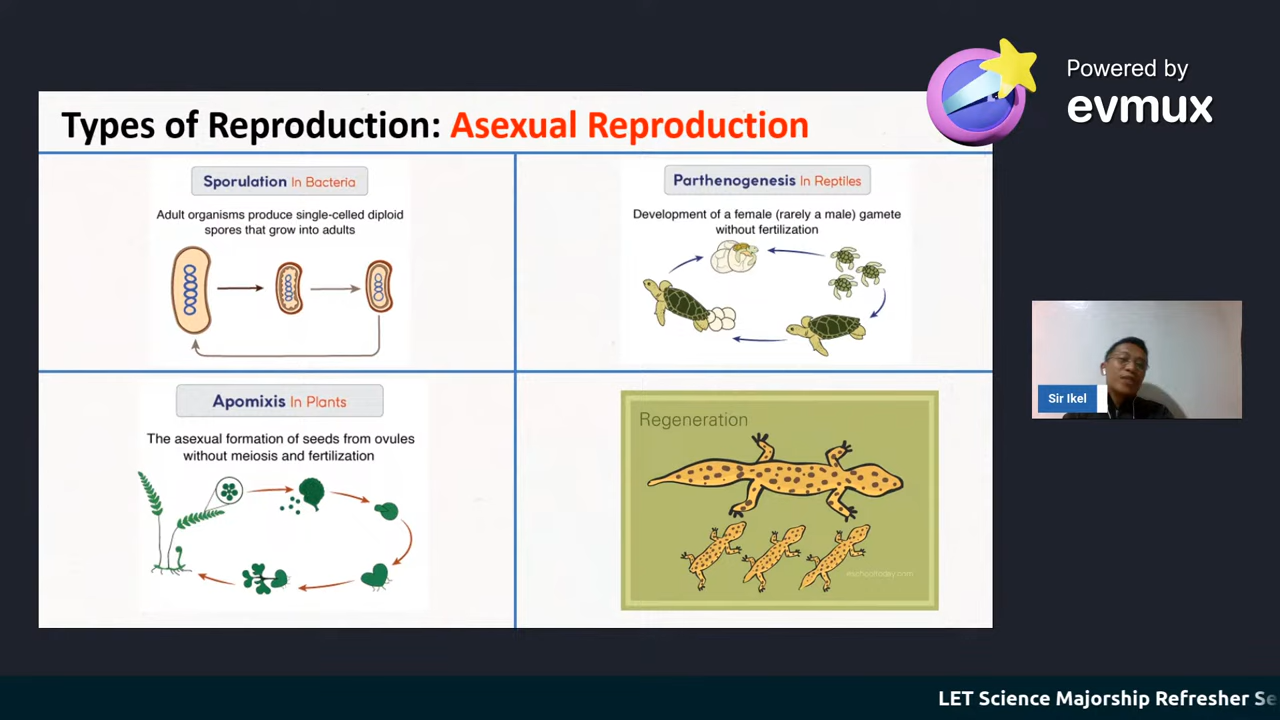 Powered by
evmux
Types of Reproduction: Asexual Reproduction
Sporulation In Bacteria
Adult organisms produce single-celled diploid
spores that grow into adults
Parthenogenesis In Reptiles
Development of a female (rarely a male) gamete
without fertilization
Apomixis In Plants
The asexual formation of seeds from ovules
without meiosis and fertilization
Regeneration
eschooltoday.com
Sir Ikel
LET Science Majorship Refresher Se